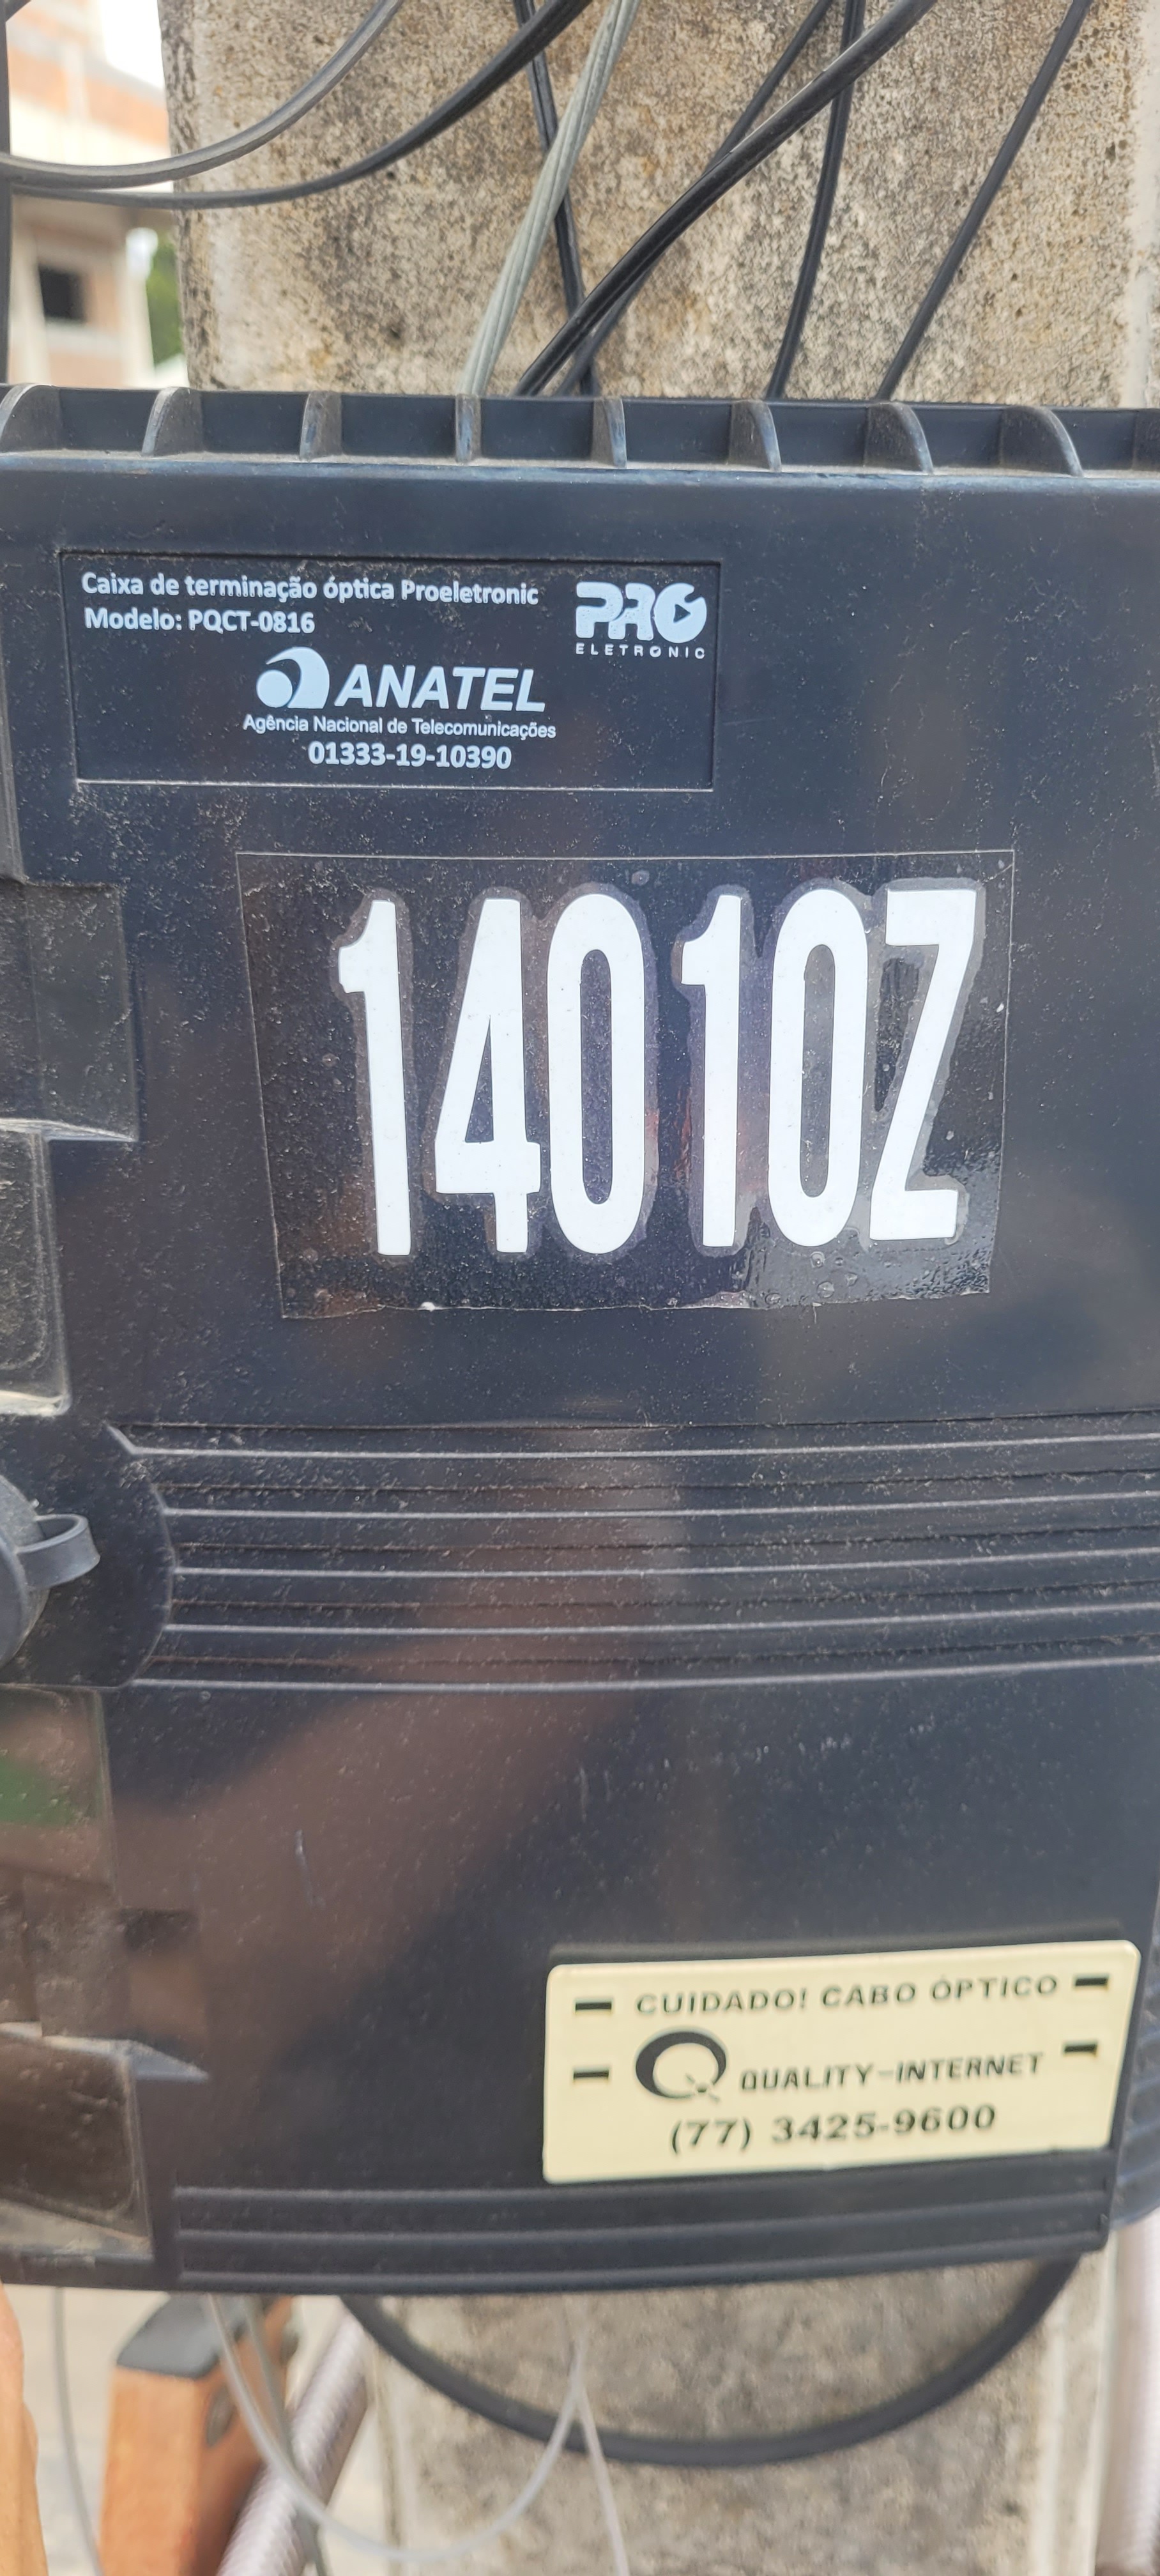 Caixa de terminação óptica Proeletronic
Modelo: PQCT-0816
PRO
ELETRONIC
ANATEL
Agência Nacional de Telecomunicações
01333-19-10390
14010Z
CUIDADO! CABO ÓPTICO
Q QUALITY-INTERNET
(77) 3425-9600